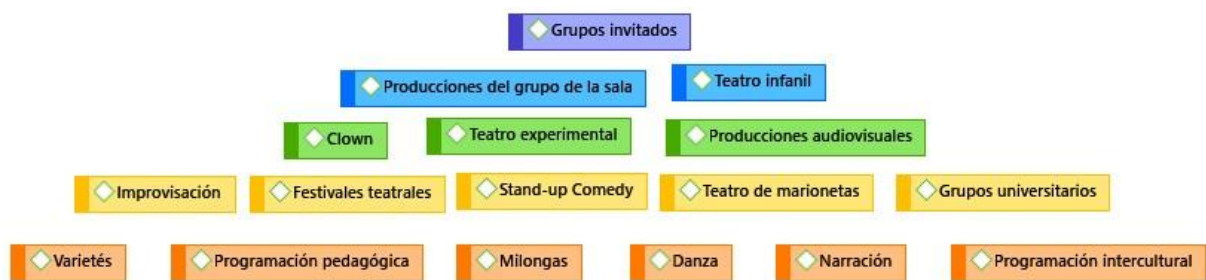 Grupos invitados
Producciones del grupo de la sala
Teatro infanil
Clown
Teatro experimental
Producciones audiovisuales
Improvisación
Festivales teatrales
Stand-up Comedy
Teatro de marionetas
Grupos universitarios
Varietés
Programación pedagógica
Milongas
Danza
Narración
Programación intercultural